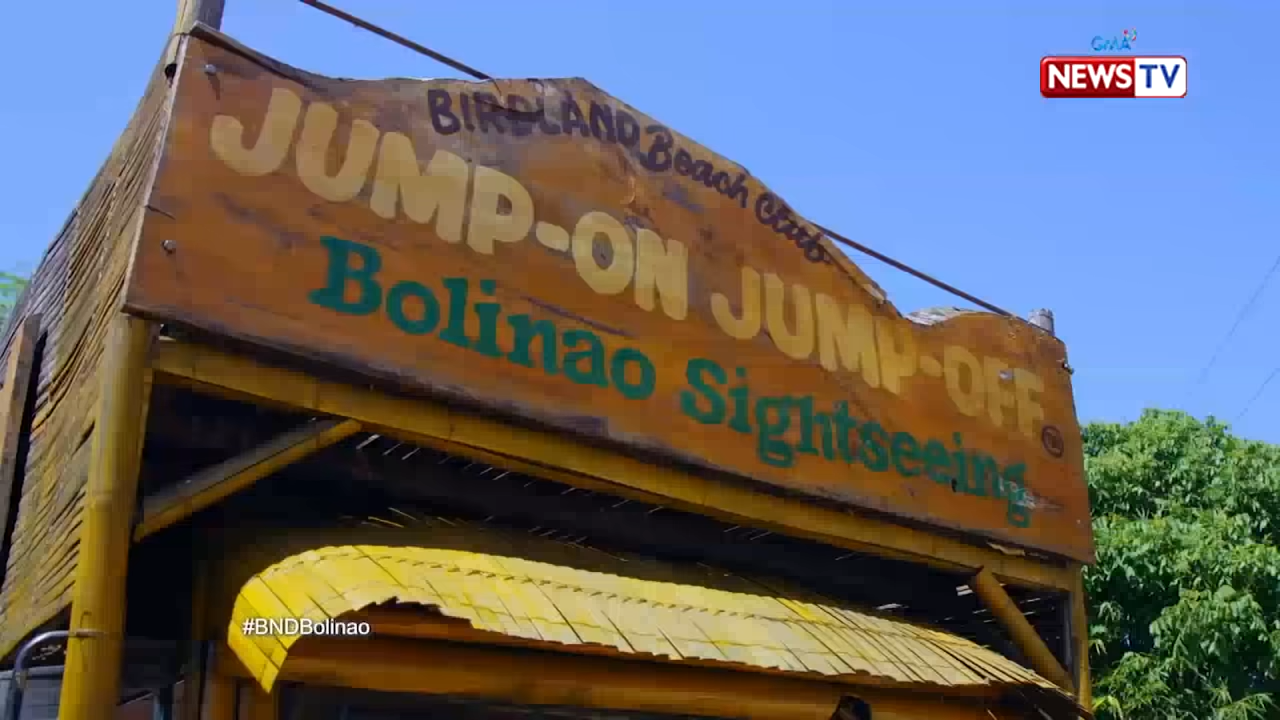 GMA
NEWS TV
BIRDLAND Beach Club
JUMP-ON JUMP-OFF
Bolinao Sightseeing
#BNDBolinao